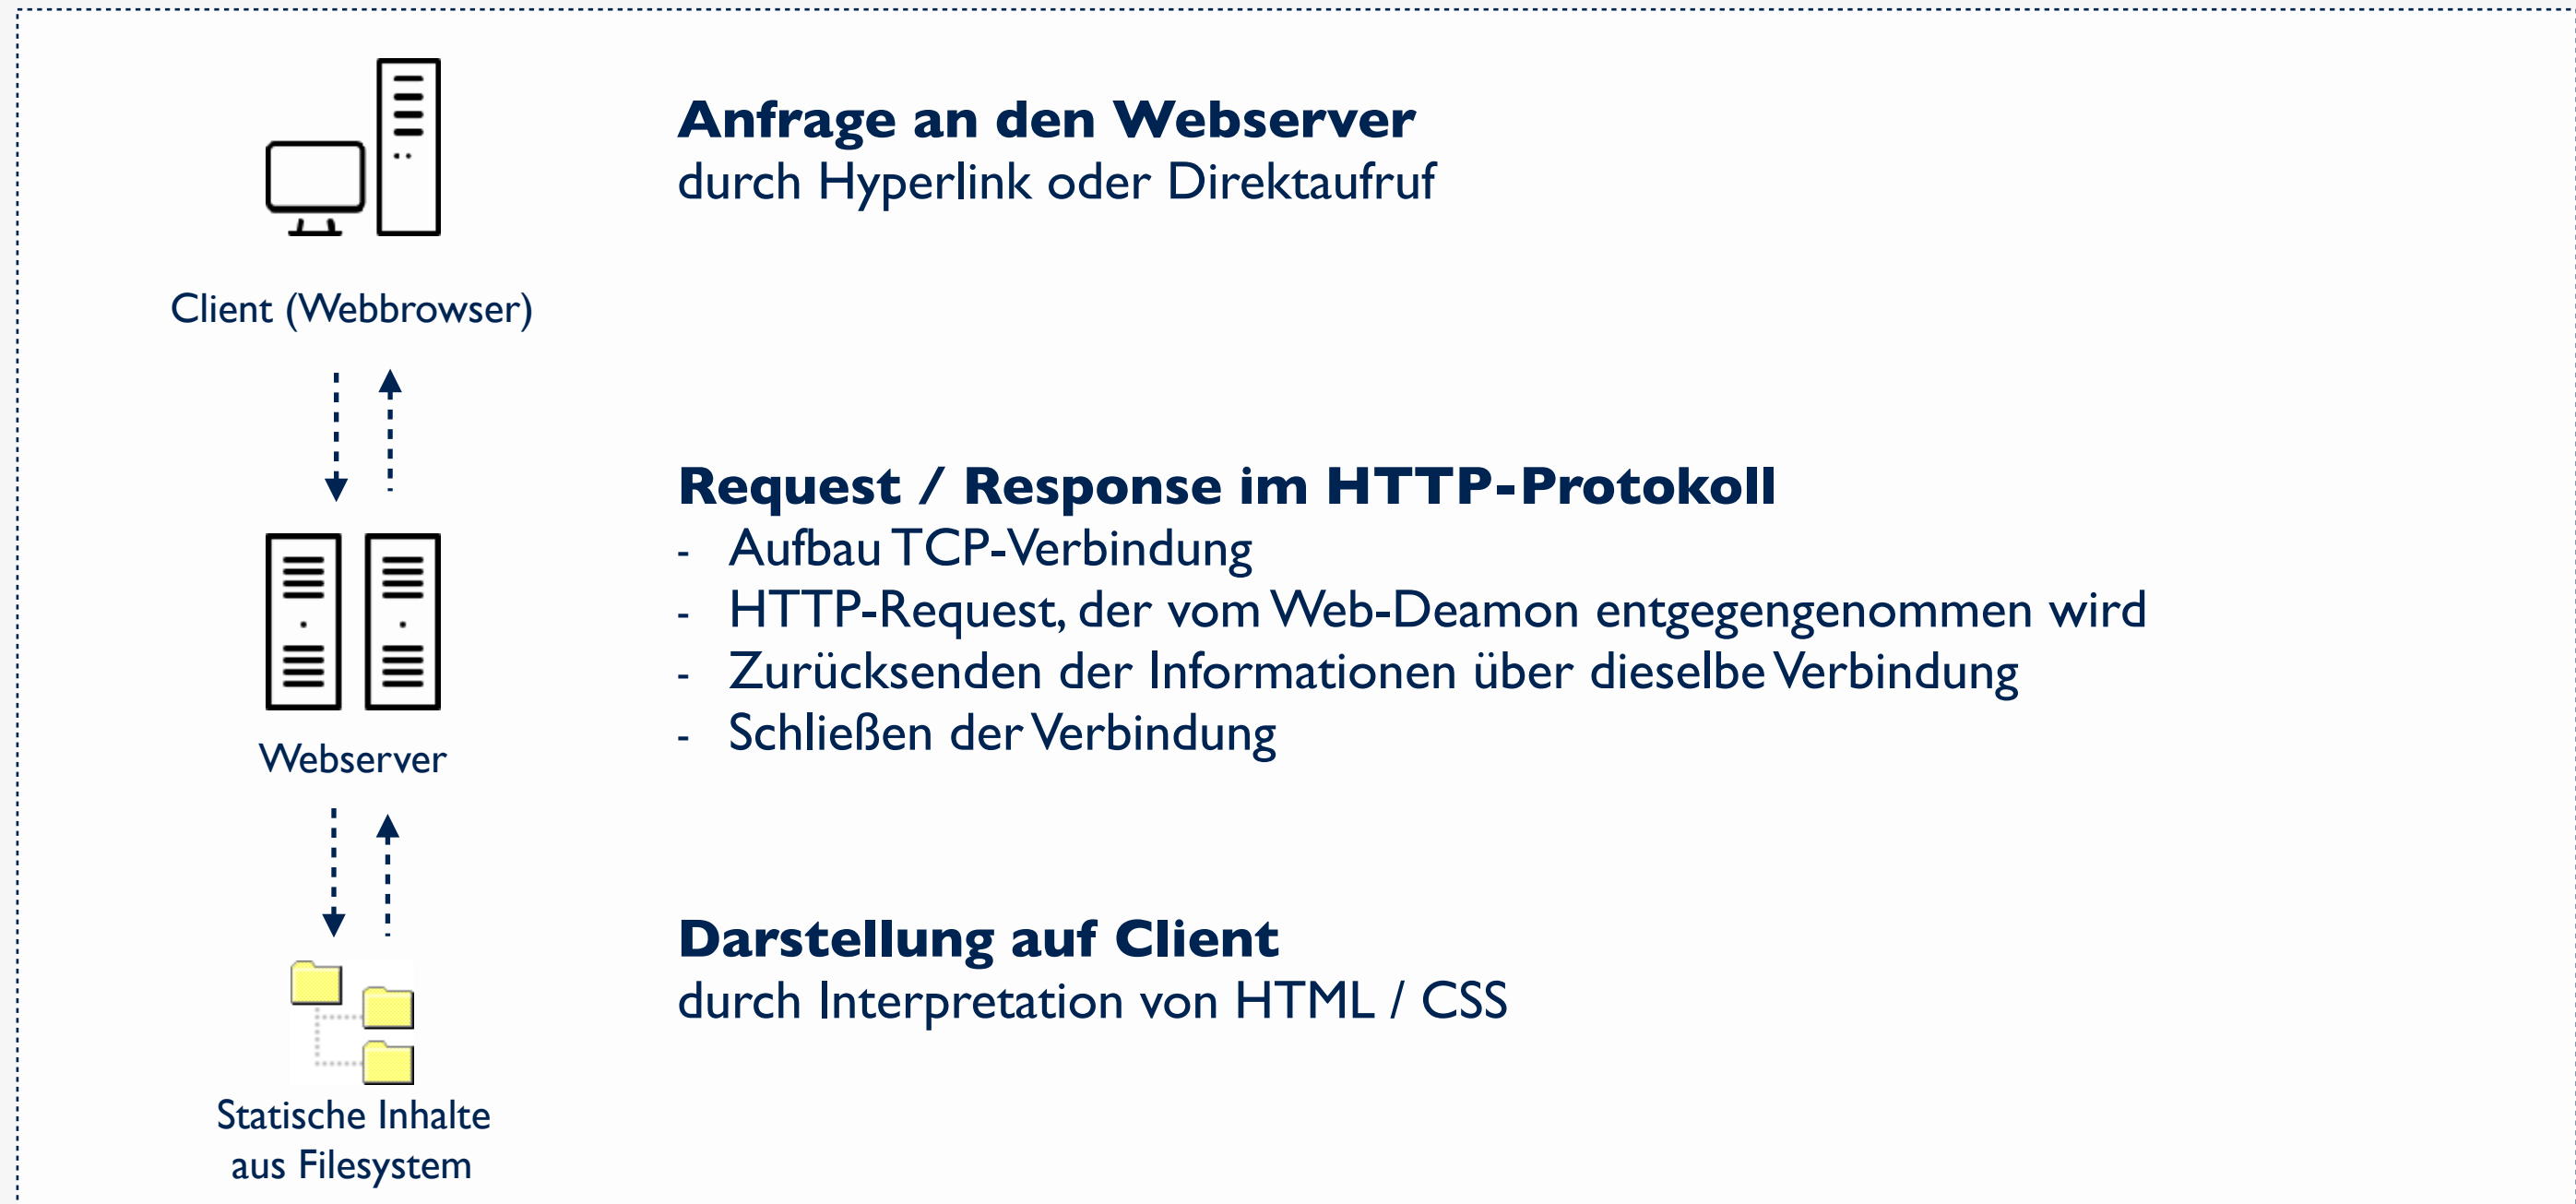 Client (Webbrowser)
Webserver
Statische Inhalte
aus Filesystem
Anfrage an den Webserver
durch Hyperlink oder Direktaufruf
Request / Response im HTTP-Protokoll
- Aufbau TCP-Verbindung
- HTTP-Request, der vom Web-Deamon entgegengenommen wird
- Zurücksenden der Informationen über dieselbe Verbindung
- Schließen der Verbindung
Darstellung auf Client
durch Interpretation von HTML / CSS